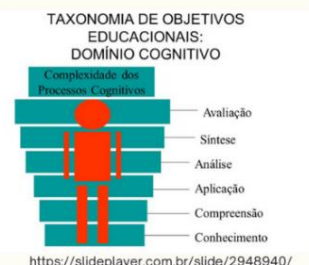 TAXONOMIA DE OBJETIVOS
EDUCACIONAIS:
DOMÍNIO COGNITIVO
Complexidade dos
Processos Cognitivos
Avaliação
Síntese
Análise
Aplicação
Compreensão
Conhecimento
https://slideplayer.com.br/slide/2948940/